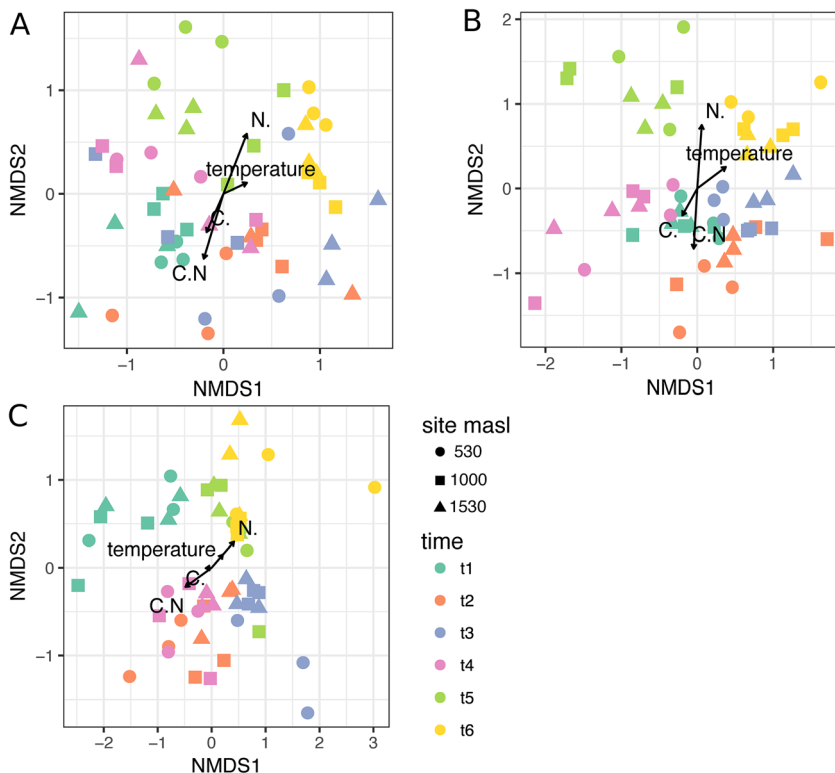 A
NMDS2
1
0
−1
N.
temperature
C.
C.N
−1
0
1
NMDS1
B
NMDS2
2
1
0
−1
N.
temperature
C.
C.N
−2
−1
0
1
NMDS1
C
NMDS2
1
0
−1
N.
temperature
C.
C.N
−2
−1
0
1
2
3
NMDS1
site masl
530
1000
1530
time
t1
t2
t3
t4
t5
t6